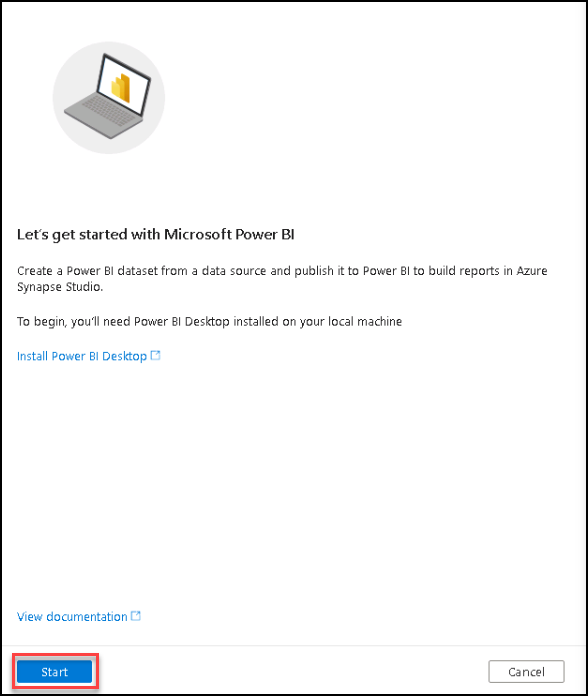 Let's get started with Microsoft Power BI
Create a Power BI dataset from a data source and publish it to Power BI to build reports in Azure
Synapse Studio.
To begin, you'll need Power BI Desktop installed on your local machine
Install Power BI Desktop
View documentation
Start
Cancel